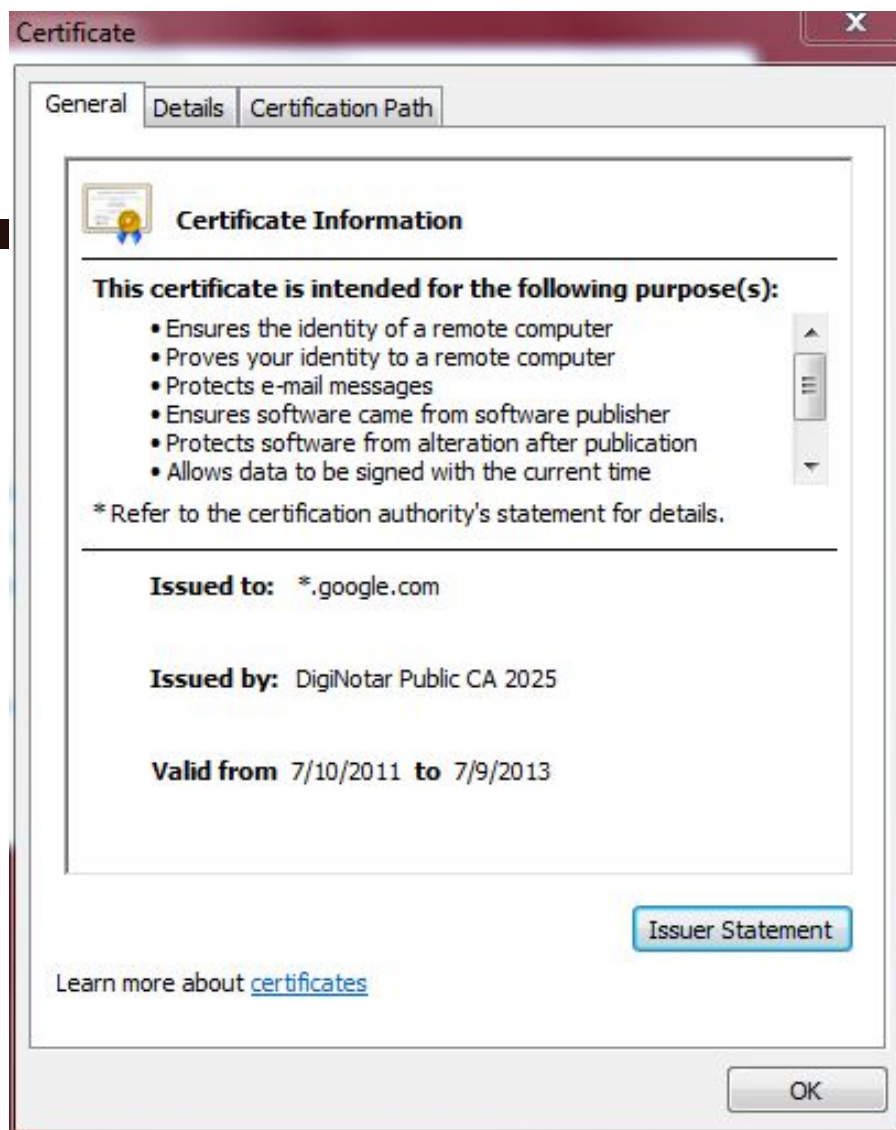 Certificate
General Details Certification Path
Certificate Information
This certificate is intended for the following purpose(s):
• Ensures the identity of a remote computer
• Proves your identity to a remote computer
• Protects e-mail messages
• Ensures software came from software publisher
• Protects software from alteration after publication
• Allows data to be signed with the current time
* Refer to the certification authority's statement for details.
Issued to: *.google.com
Issued by: DigiNotar Public CA 2025
Valid from 7/10/2011 to 7/9/2013
Issuer Statement
Learn more about certificates
OK